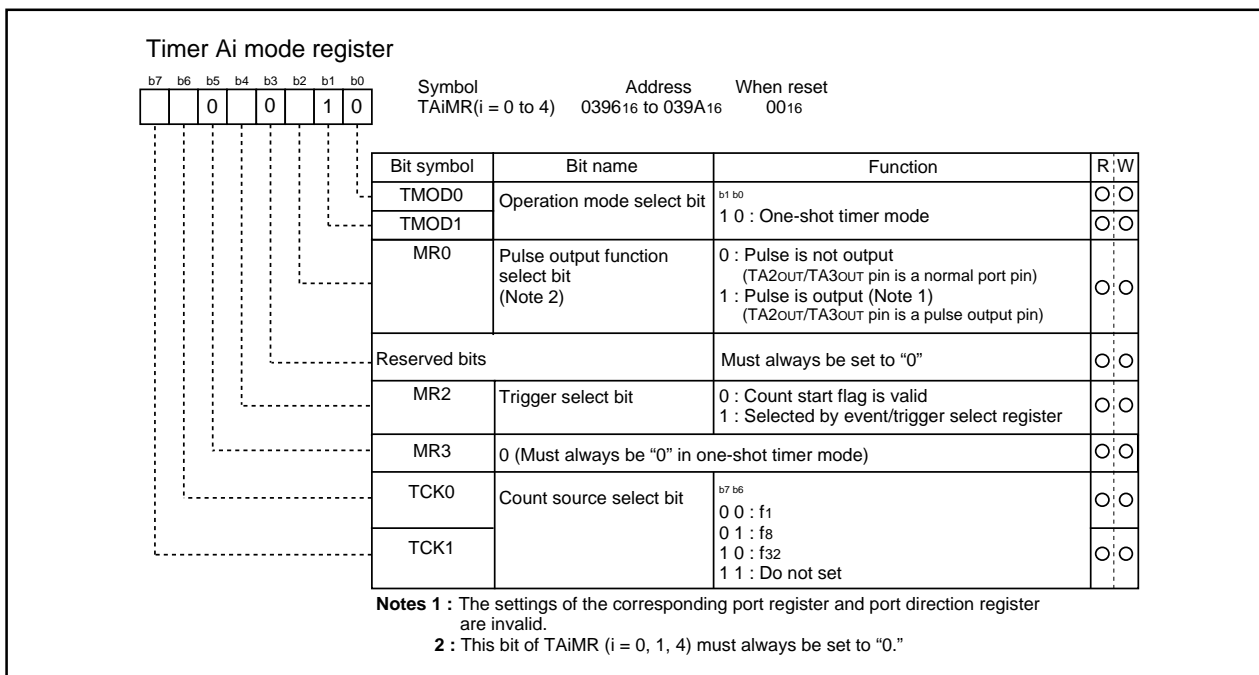 Timer Ai mode register
b7 b6 b5 b4 b3 b2 b1 b0
0 0 1 0
Symbol Address When reset
TAiMR(i = 0 to 4) 039616 to 039A16 0016
Bit symbol Bit name Function R W
TMOD0 Operation mode select bit b1 b0
TMOD1 1 0 : One-shot timer mode
MR0 Pulse output function select bit (Note 2)
0 : Pulse is not output
(TA2OUT/TA3OUT pin is a normal port pin)
1 : Pulse is output (Note 1)
(TA2OUT/TA3OUT pin is a pulse output pin)
Reserved bits Must always be set to “0”
MR2 Trigger select bit 0 : Count start flag is valid
1 : Selected by event/trigger select register
MR3 0 (Must always be “0” in one-shot timer mode)
TCK0 Count source select bit b7 b6
0 0 : f1
0 1 : f8
TCK1 1 0 : f32
1 1 : Do not set
Notes 1 : The settings of the corresponding port register and port direction register
are invalid.
2 : This bit of TAiMR (i = 0, 1, 4) must always be set to “0.”